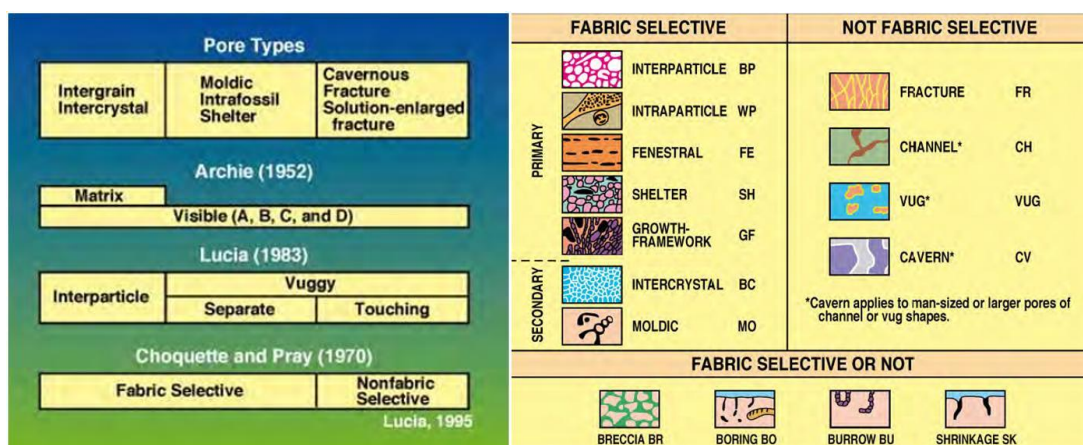 Pore Types
Intergrain
Intercrystal
Moldic
Intrafossil
Shelter
Cavernous
Fracture
Solution-enlarged
fracture
Archie (1952)
Matrix
Visible (A, B, C, and D)
Lucia (1983)
Interparticle
Vuggy
Separate
Touching
Choquette and Pray (1970)
Fabric Selective
Nonfabric
Selective
Lucia, 1995
FABRIC SELECTIVE
PRIMARY
INTERPARTICLE BP
INTRAPARTICLE WP
FENESTRAL FE
SHELTER SH
GROWTH-
FRAMEWORK GF
SECONDARY
INTERCRYSTAL BC
MOLDIC MO
NOT FABRIC SELECTIVE
FRACTURE FR
CHANNEL* CH
VUG* VUG
CAVERN* CV
*Cavern applies to man-sized or larger pores of
channel or vug shapes.
FABRIC SELECTIVE OR NOT
BRECCIA BR
BORING BO
BURROW BU
SHRINKAGE SK